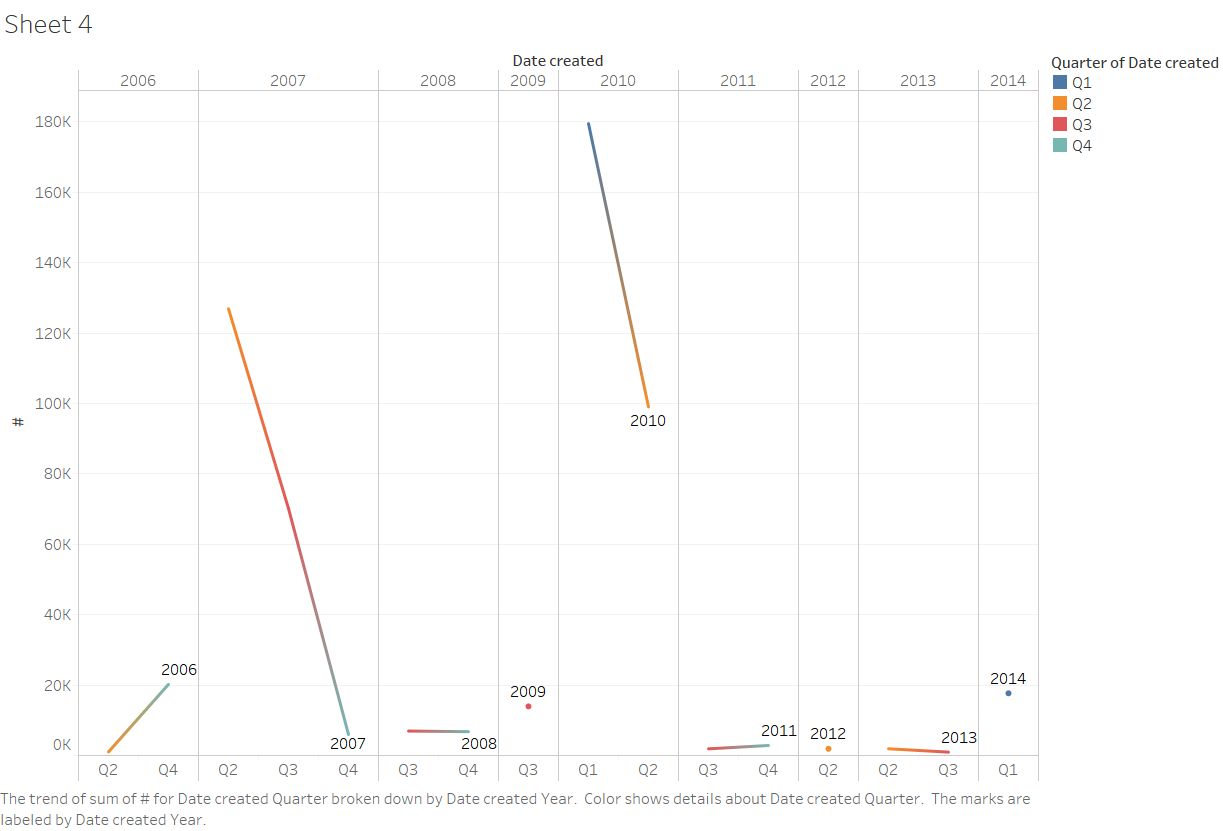 Sheet 4
Date created
2006 2007 2008 2009 2010 2011 2012 2013 2014
Quarter of Date created
Q1
Q2
Q3
Q4
180K
160K
140K
120K
100K
80K
60K
40K
20K
0K
#
2006
2007
2008
2009
2010
2011
2012
2013
2014
Q2 Q4 Q2 Q3 Q4 Q3 Q4 Q3 Q1 Q2 Q3 Q4 Q2 Q2 Q3 Q1
The trend of sum of # for Date created Quarter broken down by Date created Year.  Color shows details about Date created Quarter.  The marks are
labeled by Date created Year.